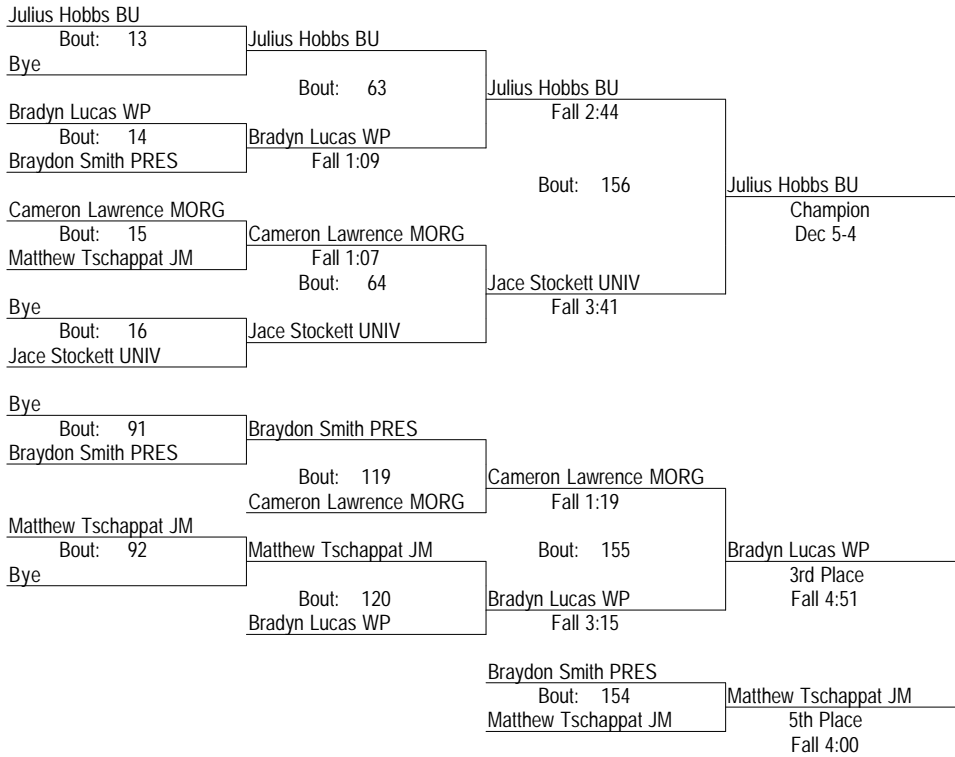 Julius Hobbs BU
Bout: 13
Julius Hobbs BU
Bye
Bout: 63
Julius Hobbs BU
Bradyn Lucas WP
Fall 2:44
Bout: 14
Bradyn Lucas WP
Braydon Smith PRES
Fall 1:09
Bout: 156
Julius Hobbs BU
Cameron Lawrence MORG
Champion
Bout: 15
Cameron Lawrence MORG
Dec 5-4
Matthew Tschappat JM
Fall 1:07
Bout: 64
Jace Stockett UNIV
Bye
Fall 3:41
Bout: 16
Jace Stockett UNIV
Jace Stockett UNIV
Bye
Bout: 91
Braydon Smith PRES
Braydon Smith PRES
Bout: 119
Cameron Lawrence MORG
Cameron Lawrence MORG
Fall 1:19
Matthew Tschappat JM
Bout: 92
Matthew Tschappat JM
Bout: 155
Bradyn Lucas WP
Bye
3rd Place
Bout: 120
Bradyn Lucas WP
Fall 4:51
Bradyn Lucas WP
Fall 3:15
Braydon Smith PRES
Bout: 154
Matthew Tschappat JM
Matthew Tschappat JM
5th Place
Fall 4:00